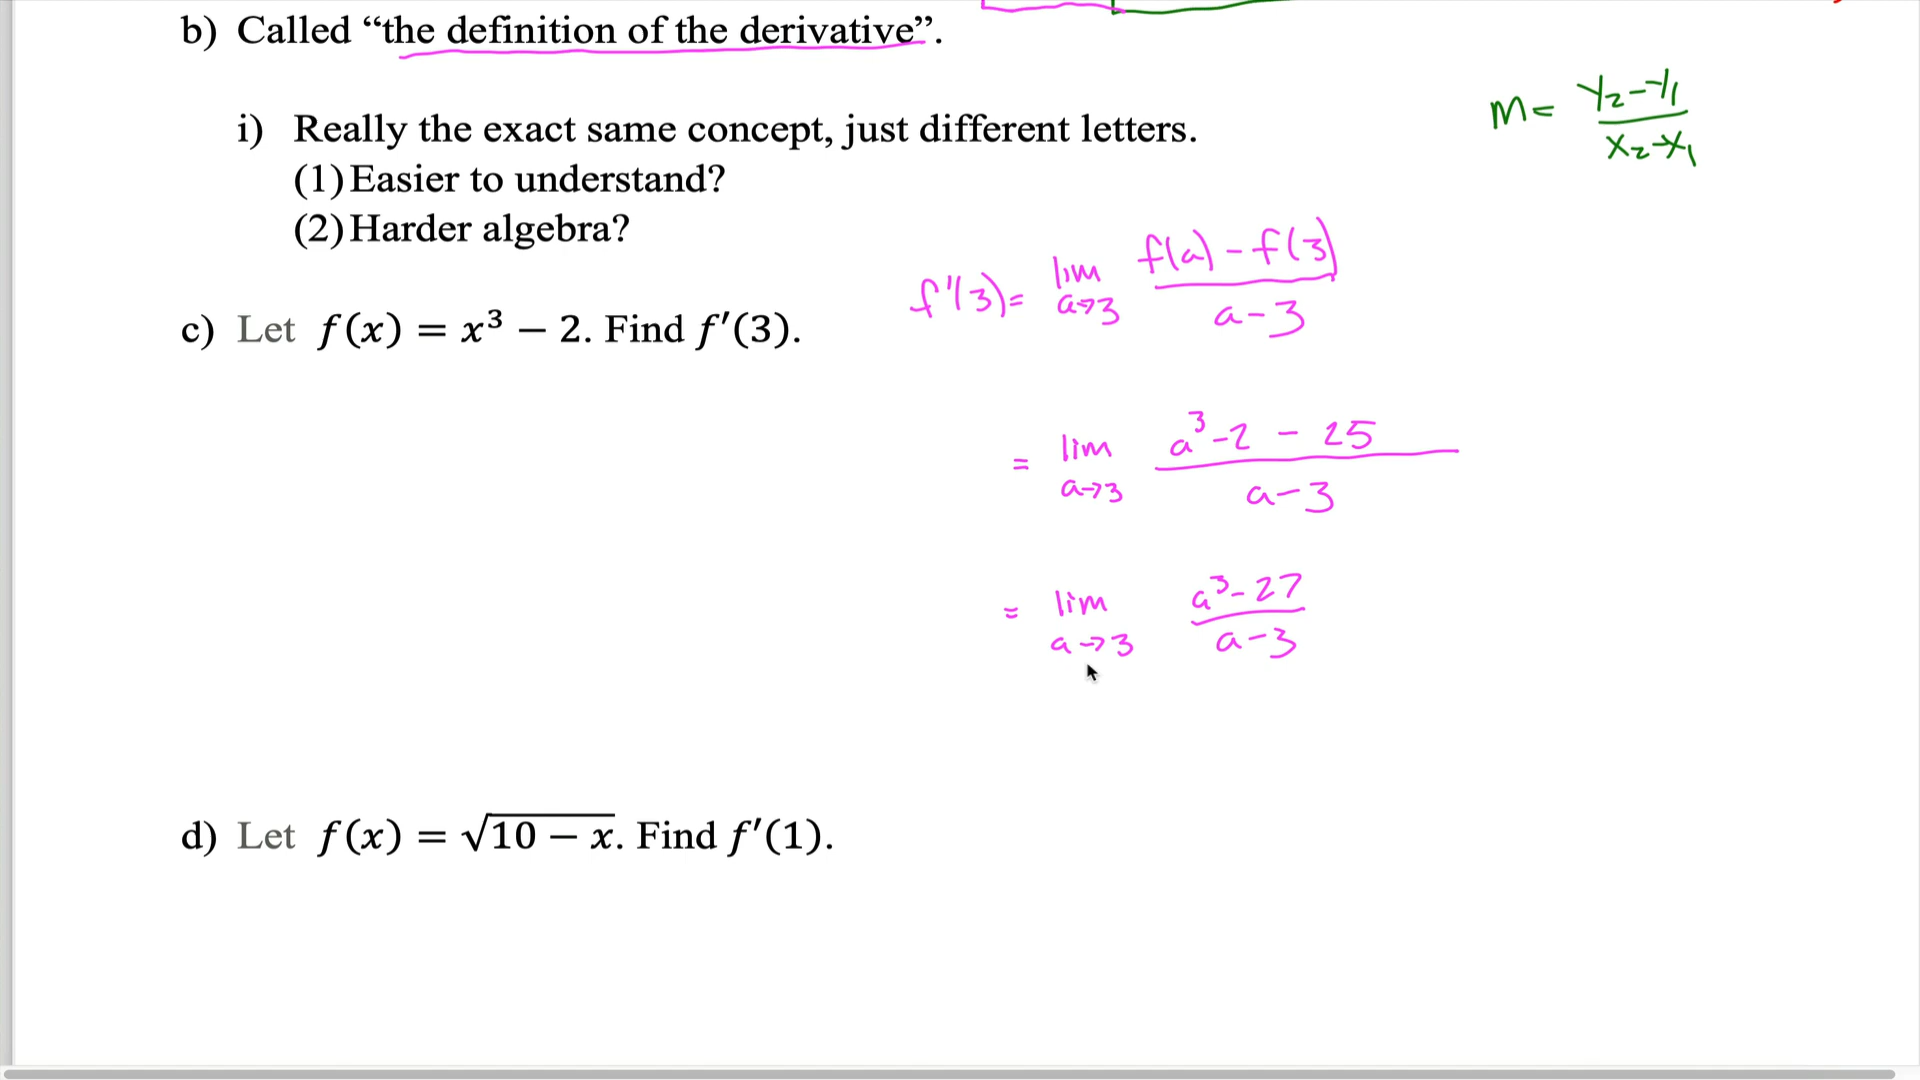 b) Called “the definition of the derivative”.
m = y₂ - y₁ / x₂ - x₁
i) Really the exact same concept, just different letters.
(1) Easier to understand?
(2) Harder algebra?
f'(3) = lim a→3 f(a) - f(3) / a - 3
c) Let f(x) = x³ − 2. Find f′(3).
= lim a→3 a³ - 2 - 25 / a - 3
= lim a→3 a³ - 27 / a - 3
d) Let f(x) = √(10 − x). Find f′(1).